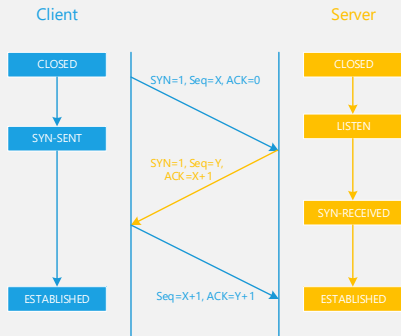 Client
Server
CLOSED
CLOSED
SYN=1, Seq=X, ACK=0
LISTEN
SYN-SENT
SYN=1, Seq=Y,
ACK=X+1
SYN-RECEIVED
ESTABLISHED
Seq=X+1, ACK=Y+1
ESTABLISHED